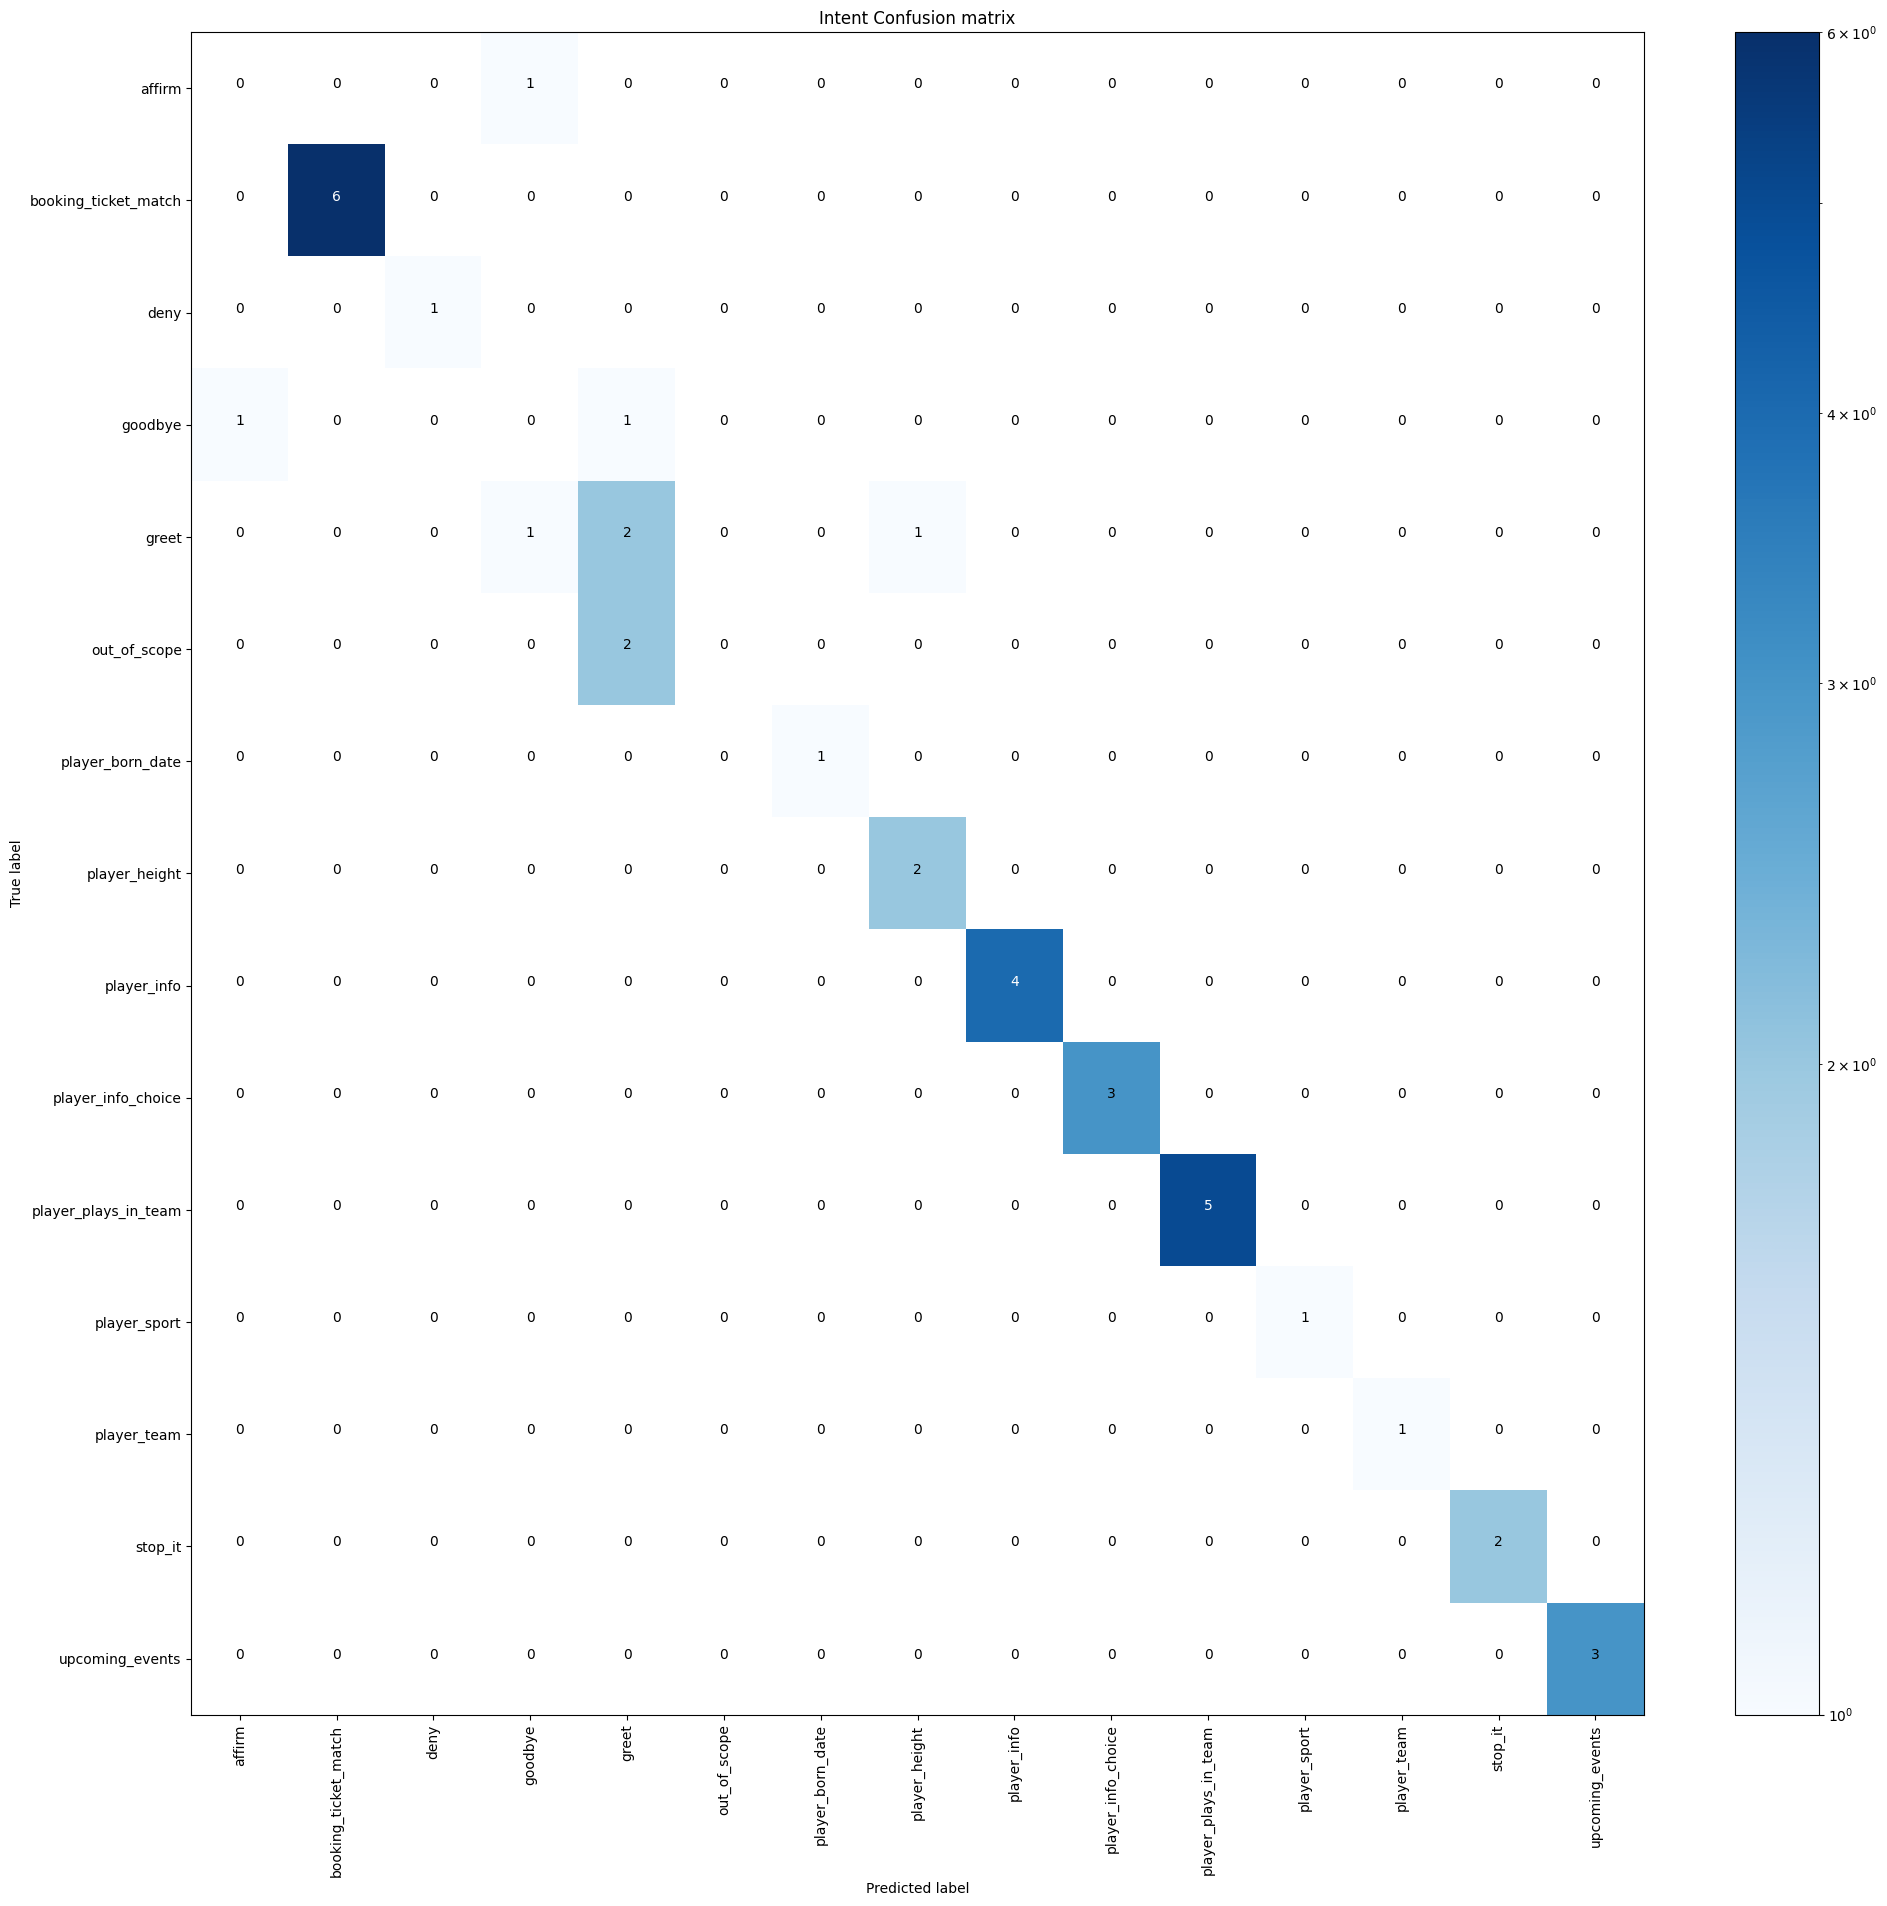 Intent Confusion matrix
affirm 0 0 0 1 0 0 0 0 0 0 0 0 0 0 0
booking_ticket_match 0 6 0 0 0 0 0 0 0 0 0 0 0 0 0
deny 0 0 1 0 0 0 0 0 0 0 0 0 0 0 0
goodbye 1 0 0 0 1 0 0 0 0 0 0 0 0 0 0
greet 0 0 0 1 2 0 0 1 0 0 0 0 0 0 0
out_of_scope 0 0 0 0 2 0 0 0 0 0 0 0 0 0 0
player_born_date 0 0 0 0 0 0 1 0 0 0 0 0 0 0 0
player_height 0 0 0 0 0 0 0 2 0 0 0 0 0 0 0
player_info 0 0 0 0 0 0 0 0 4 0 0 0 0 0 0
player_info_choice 0 0 0 0 0 0 0 0 0 3 0 0 0 0 0
player_plays_in_team 0 0 0 0 0 0 0 0 0 0 5 0 0 0 0
player_sport 0 0 0 0 0 0 0 0 0 0 0 1 0 0 0
player_team 0 0 0 0 0 0 0 0 0 0 0 0 1 0 0
stop_it 0 0 0 0 0 0 0 0 0 0 0 0 0 2 0
upcoming_events 0 0 0 0 0 0 0 0 0 0 0 0 0 0 3
True label
affirm
booking_ticket_match
deny
goodbye
greet
out_of_scope
player_born_date
player_height
player_info
player_info_choice
player_plays_in_team
player_sport
player_team
stop_it
upcoming_events
Predicted label
6 × 10⁰
4 × 10⁰
3 × 10⁰
2 × 10⁰
10⁰